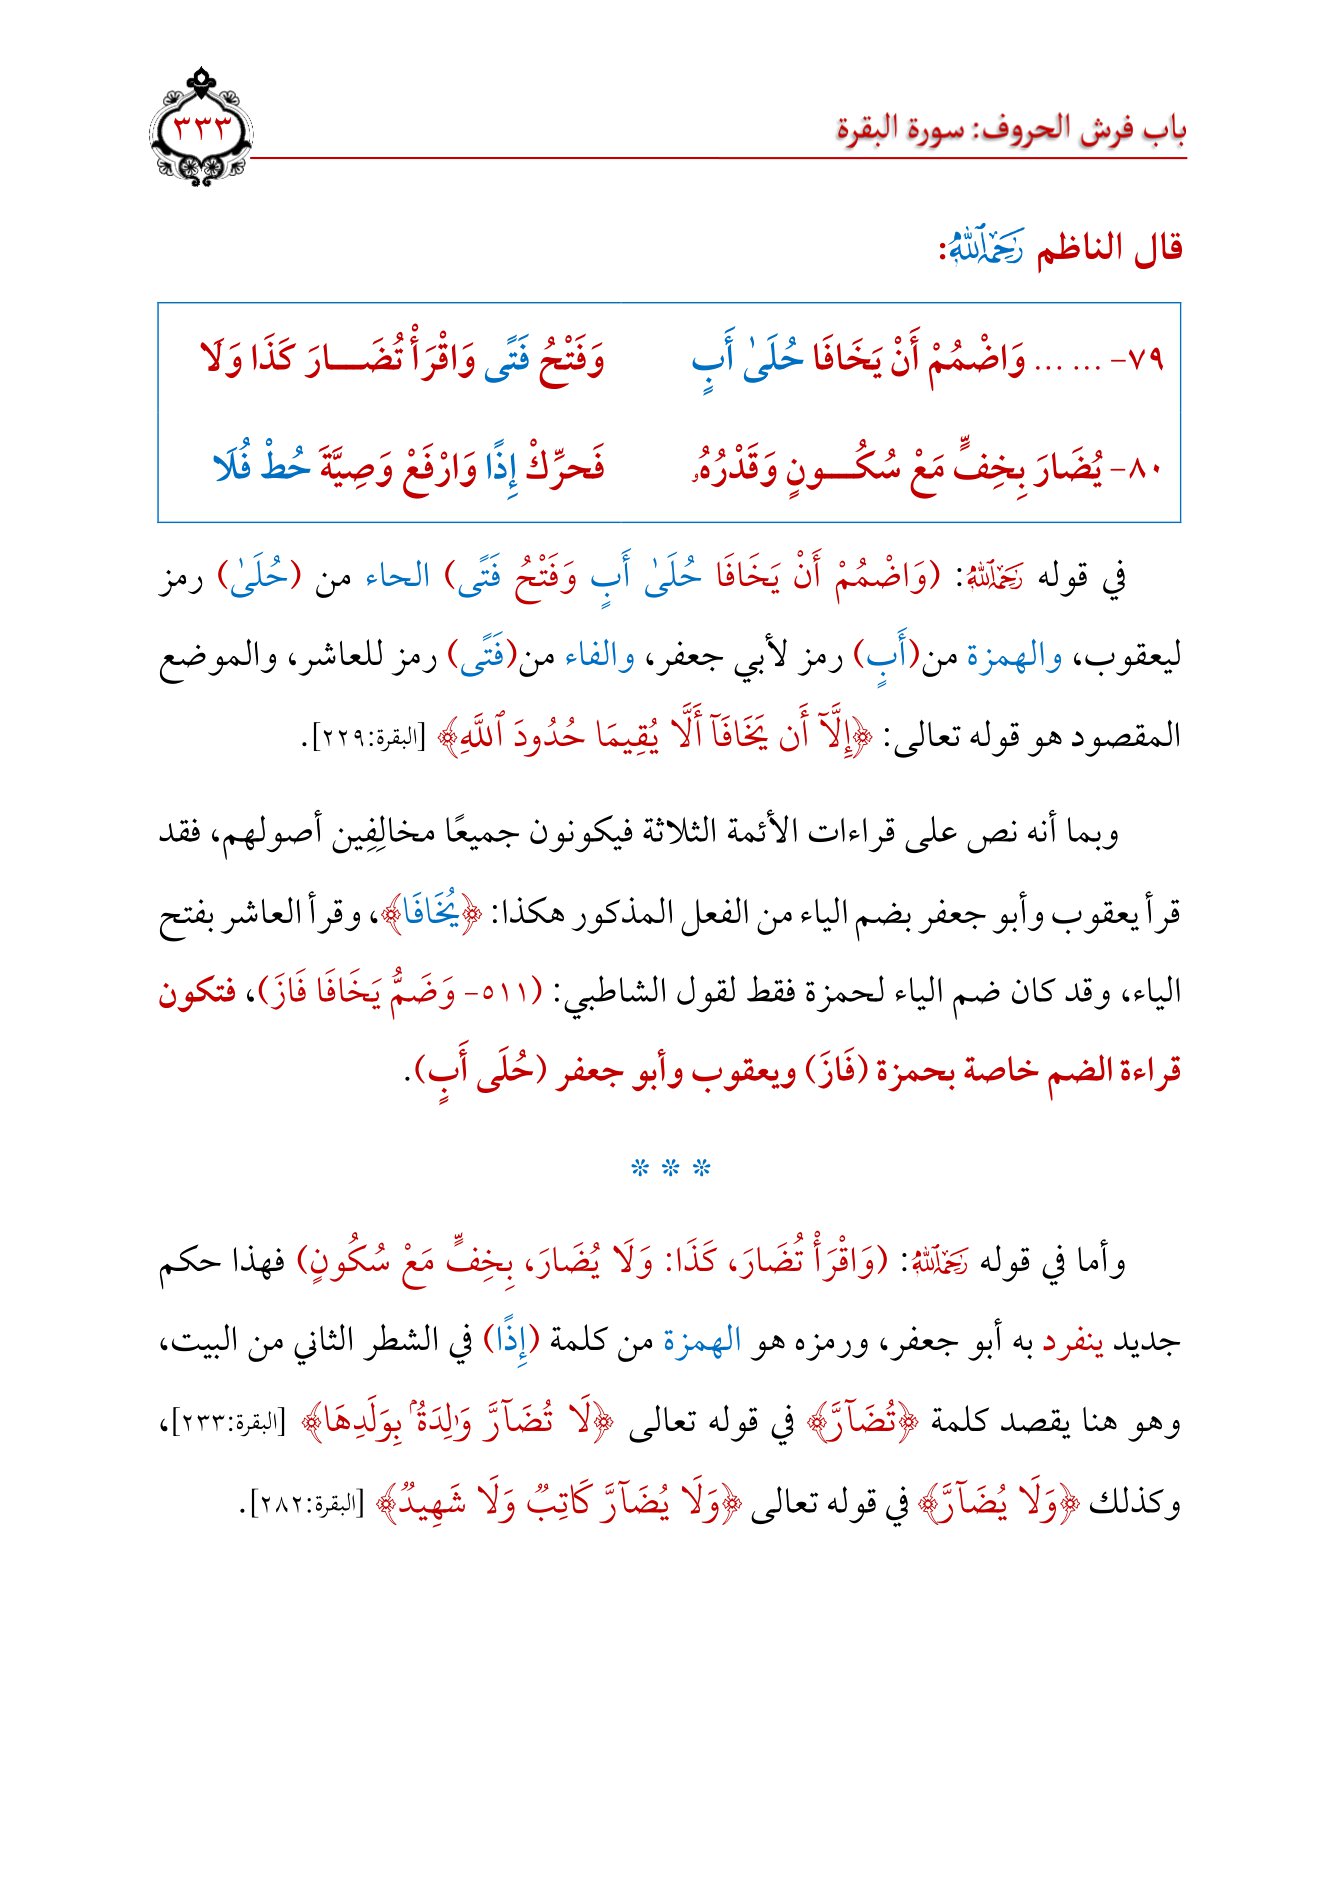 باب فرش الحروف: سورة البقرة
٣٣٣
قال الناظم رَحِمَهُ ٱللَّهُ:
٧٩- ... ... وَاضْمُمْ أَنْ يَخَافَا حُلَىٰ أَبٍ وَفَتْحُ فَتًى وَاقْرَأْ تُضَـــارَ كَذَا وَلَا
٨٠- يُضَارَ بِخِفٍّ مَعْ سُكُـــونٍ وَقَدْرُهُۥ فَحرِّكْ إِذًا وَارْفَعْ وَصِيَّةَ حُطْ فُلَا
في قوله رَحِمَهُ ٱللَّهُ: (وَاضْمُمْ أَنْ يَخَافَا حُلَىٰ أَبٍ وَفَتْحُ فَتًى) الحاء من (حُلَىٰ) رمز
ليعقوب، والهمزة من(أَبٍ) رمز لأبي جعفر، والفاء من(فَتًى) رمز للعاشر، والموضع
المقصود هو قوله تعالى: ﴿إِلَّآ أَن يَخَافَآ أَلَّا يُقِيمَا حُدُودَ ٱللَّهِ﴾ [البقرة:٢٢٩].
وبما أنه نص على قراءات الأئمة الثلاثة فيكونون جميعًا مخالِفِين أصولهم، فقد
قرأ يعقوب وأبو جعفر بضم الياء من الفعل المذكور هكذا: ﴿يُخَافَا﴾، وقرأ العاشر بفتح
الياء، وقد كان ضم الياء لحمزة فقط لقول الشاطبي: (٥١١- وَضَمُّ يَخَافَا فَازَ)، فتكون
قراءة الضم خاصة بحمزة (فَازَ) ويعقوب وأبو جعفر (حُلَى أَبٍ).
* * *
وأما في قوله رَحِمَهُ ٱللَّهُ: (وَاقْرَأْ تُضَارَ، كَذَا: وَلَا يُضَارَ، بِخِفٍّ مَعْ سُكُونٍ) فهذا حكم
جديد ينفرد به أبو جعفر، ورمزه هو الهمزة من كلمة (إِذًا) في الشطر الثاني من البيت،
وهو هنا يقصد كلمة ﴿تُضَآرَّ﴾ في قوله تعالى ﴿لَا تُضَآرَّ وَٰلِدَةُۢ بِوَلَدِهَا﴾ [البقرة:٢٣٣]،
وكذلك ﴿وَلَا يُضَآرَّ﴾ في قوله تعالى ﴿وَلَا يُضَآرَّ كَاتِبٞ وَلَا شَهِيدٞ﴾ [البقرة:٢٨٢].